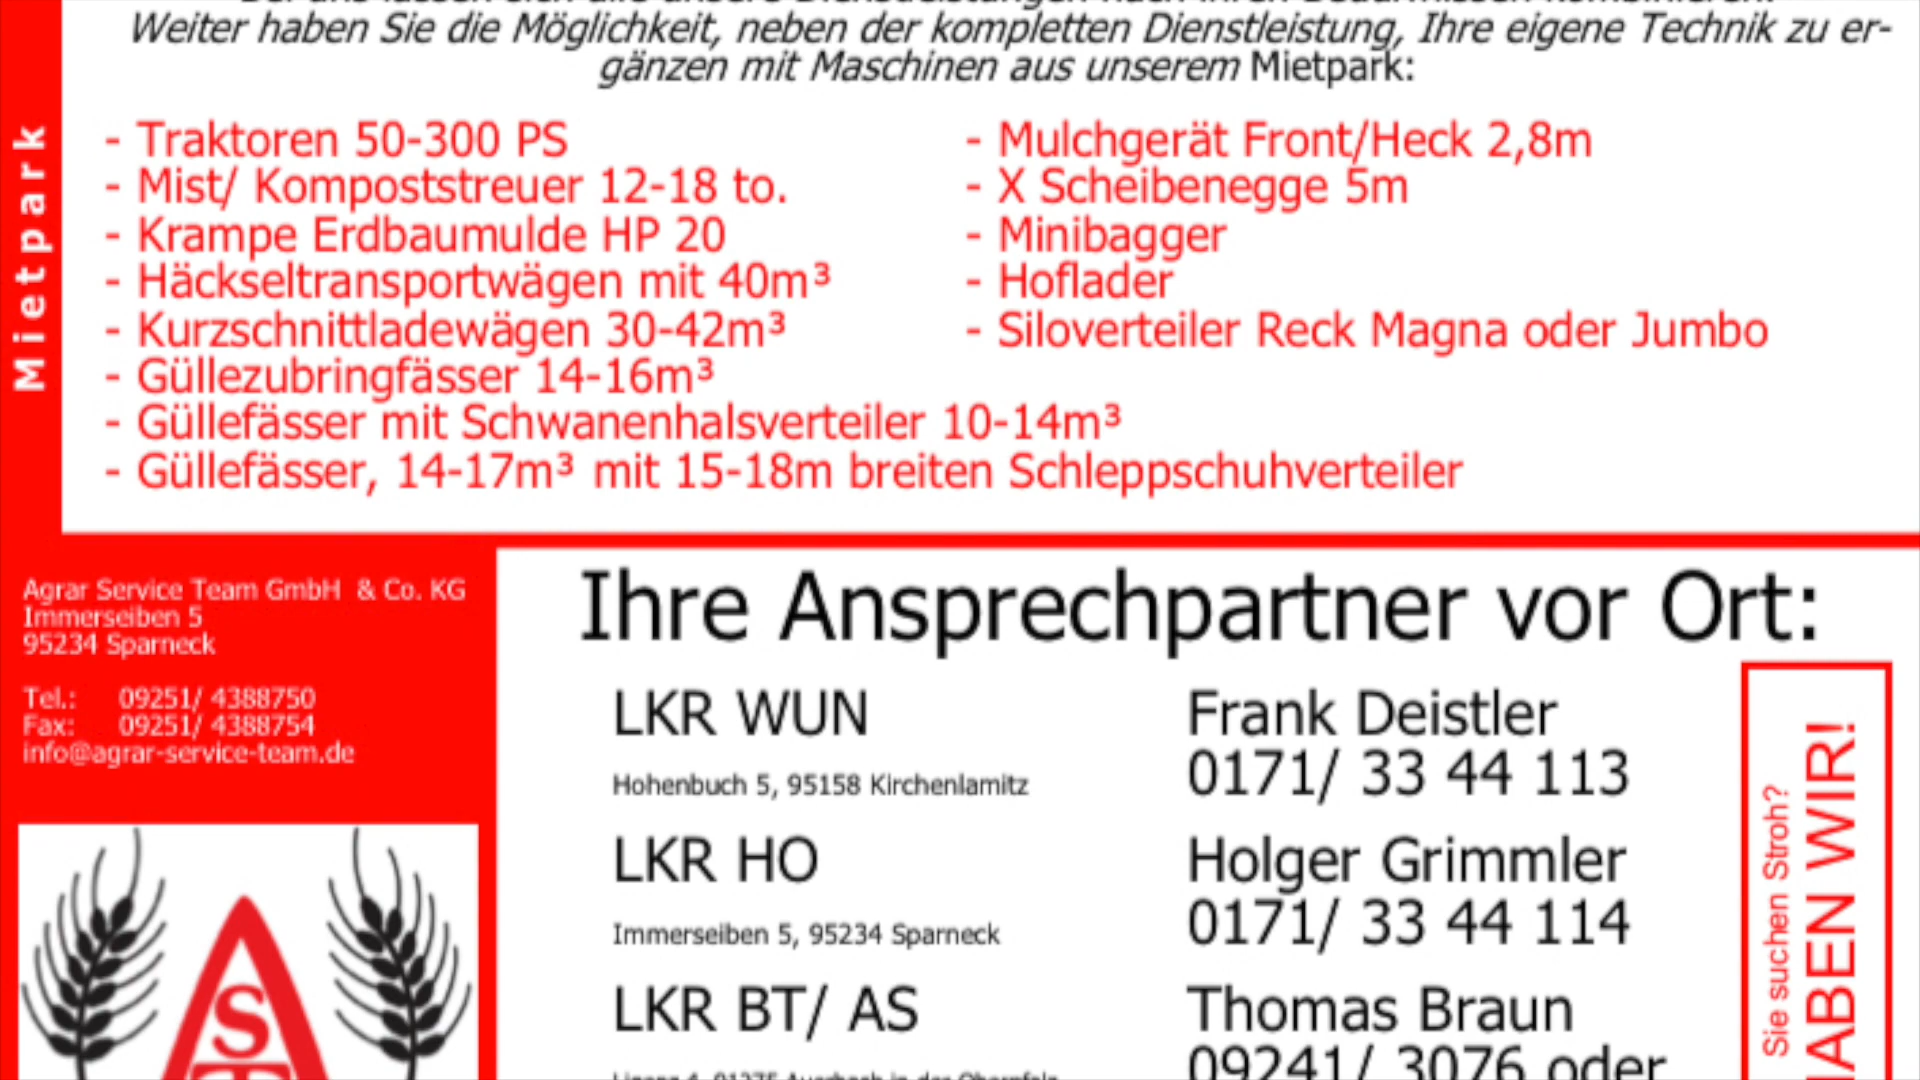 Weiter haben Sie die Möglichkeit, neben der kompletten Dienstleistung, Ihre eigene Technik zu er-
gänzen mit Maschinen aus unserem Mietpark:
Mietpark
- Traktoren 50-300 PS
- Mist/ Kompoststreuer 12-18 to.
- Krampe Erdbaumulde HP 20
- Häckseltransportwägen mit 40m³
- Kurzschnittladewägen 30-42m³
- Güllezubringfässer 14-16m³
- Güllefässer mit Schwanenhalsverteiler 10-14m³
- Güllefässer, 14-17m³ mit 15-18m breiten Schleppschuhverteiler
- Mulchgerät Front/Heck 2,8m
- X Scheibenegge 5m
- Minibagger
- Hoflader
- Siloverteiler Reck Magna oder Jumbo
Agrar Service Team GmbH & Co. KG
Immerseiben 5
95234 Sparneck
Tel.: 09251/ 4388750
Fax: 09251/ 4388754
info@agrar-service-team.de
S
Ihre Ansprechpartner vor Ort:
LKR WUN
Frank Deistler
0171/ 33 44 113
Hohenbuch 5, 95158 Kirchenlamitz
LKR HO
Holger Grimmler
0171/ 33 44 114
Immerseiben 5, 95234 Sparneck
LKR BT/ AS
Thomas Braun
09241/ 3076 oder
Sie suchen Stroh?
HABEN WIR!